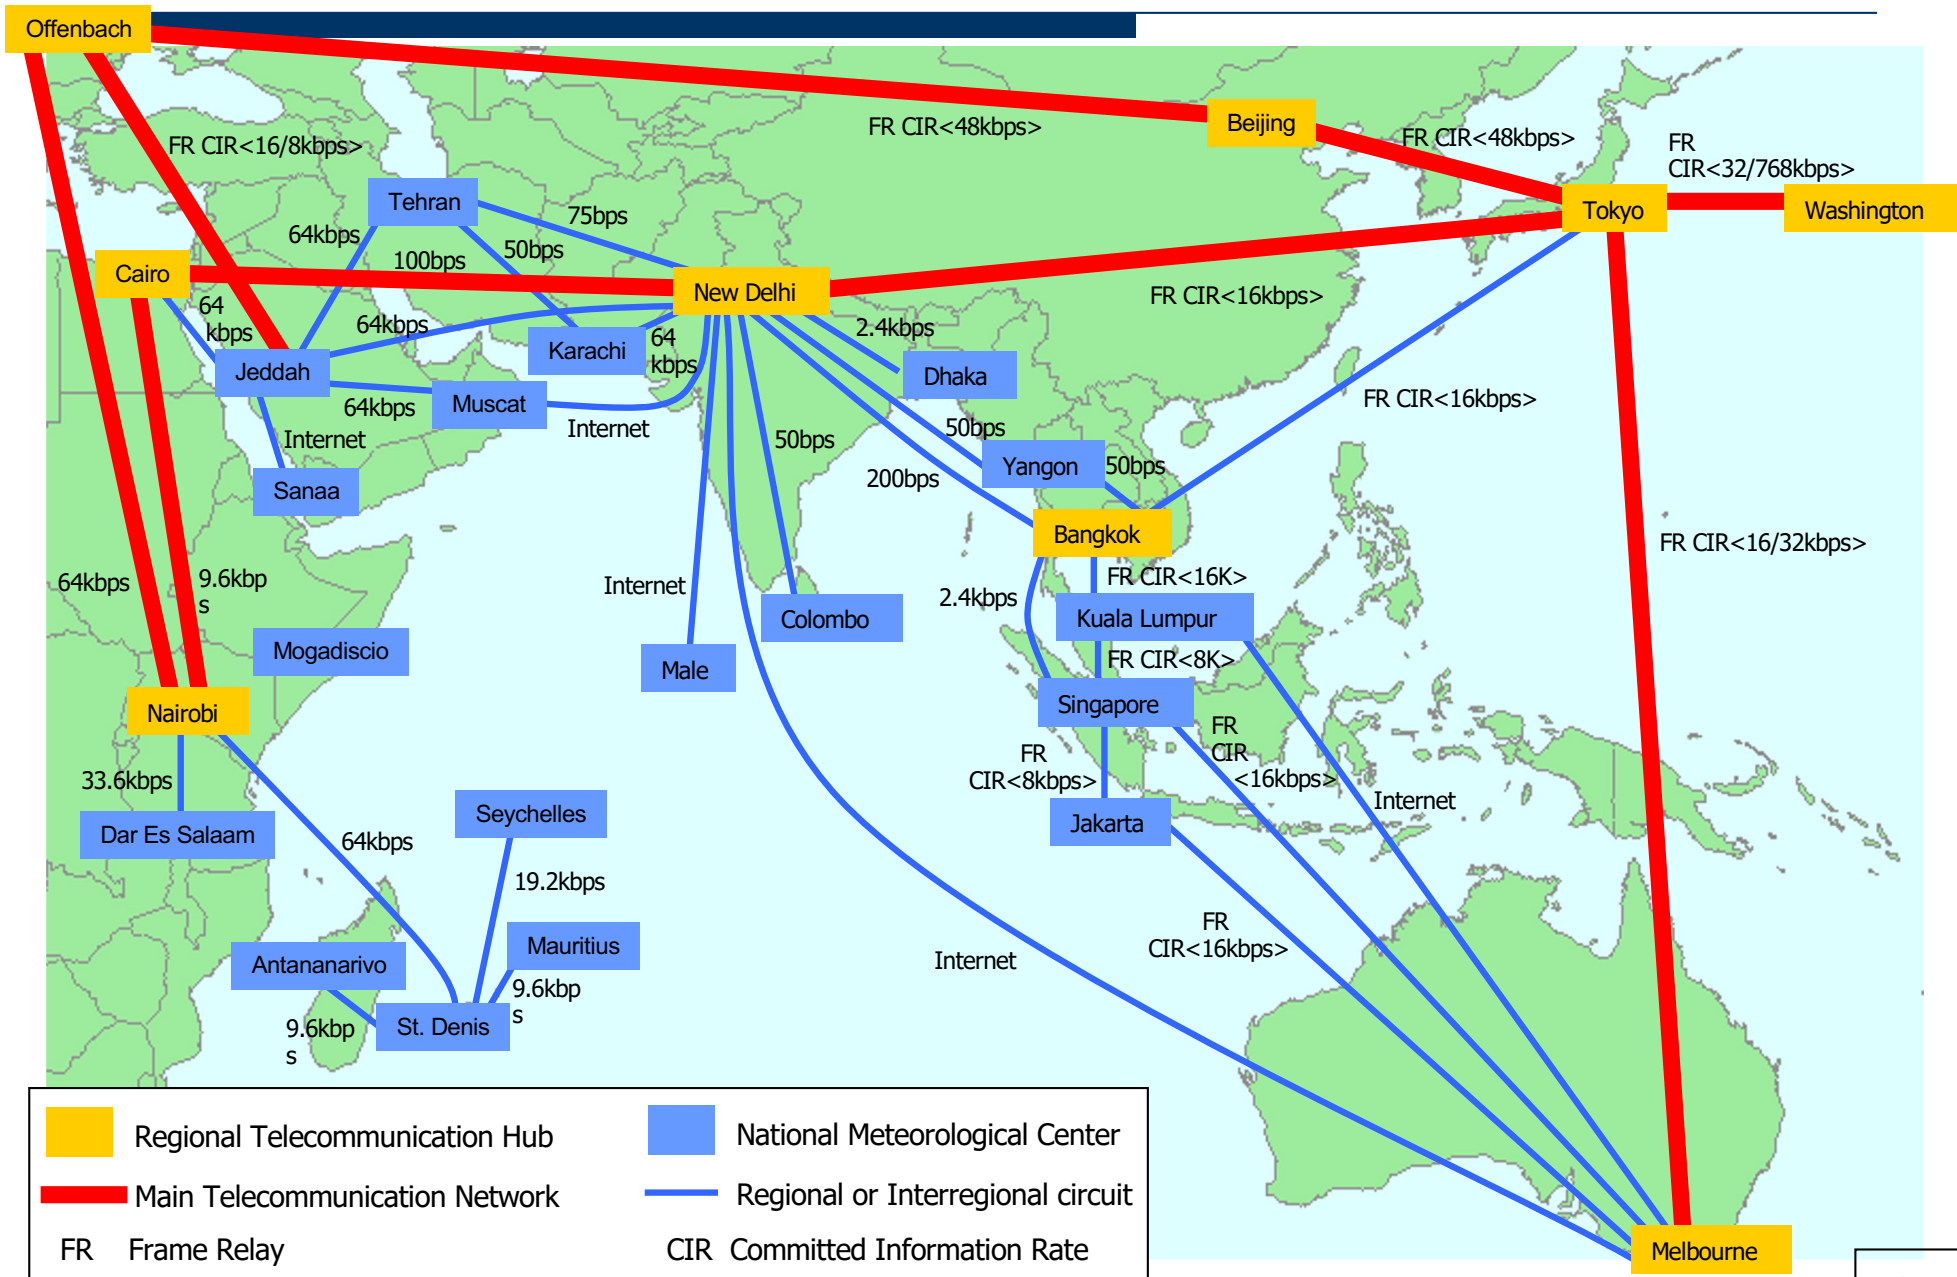 Offenbach
Beijing
FR CIR<48kbps>
FR CIR<48kbps>
FR
CIR<32/768kbps>
FR CIR<16/8kbps>
Tehran
75bps
Tokyo
Washington
64kbps
50bps
100bps
Cairo
New Delhi
FR CIR<16kbps>
64
kbps
64kbps
2.4kbps
Karachi
64
kbps
Jeddah
Dhaka
64kbps
Muscat
FR CIR<16kbps>
Internet
Internet
50bps
50bps
Yangon
50bps
200bps
Sanaa
Bangkok
FR CIR<16/32kbps>
64kbps
9.6kbp
s
Internet
2.4kbps
FR CIR<16K>
Colombo
Kuala Lumpur
Mogadiscio
Male
FR CIR<8K>
Nairobi
Singapore
FR
CIR
<16kbps>
FR
CIR<8kbps>
33.6kbps
Internet
Seychelles
Jakarta
Dar Es Salaam
64kbps
19.2kbps
FR
CIR<16kbps>
Mauritius
Antananarivo
Internet
9.6kbp
s
9.6kbp
s
St. Denis
Regional Telecommunication Hub
National Meteorological Center
Main Telecommunication Network
Regional or Interregional circuit
FR Frame Relay
CIR Committed Information Rate
Melbourne